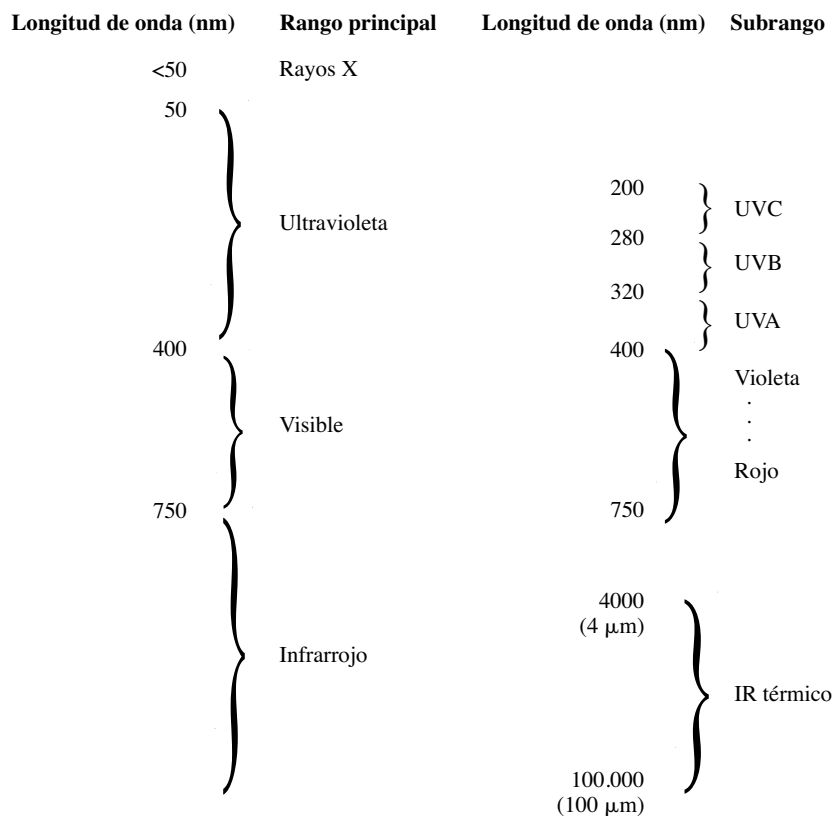 Longitud de onda (nm) Rango principal Longitud de onda (nm) Subrango
<50 Rayos X
50
200
Ultravioleta UVC
280
UVB
320
UVA
400 400
Violeta
.
.
.
Visible
Rojo
750 750
4000
(4 μm)
Infrarrojo
IR térmico
100.000
(100 μm)